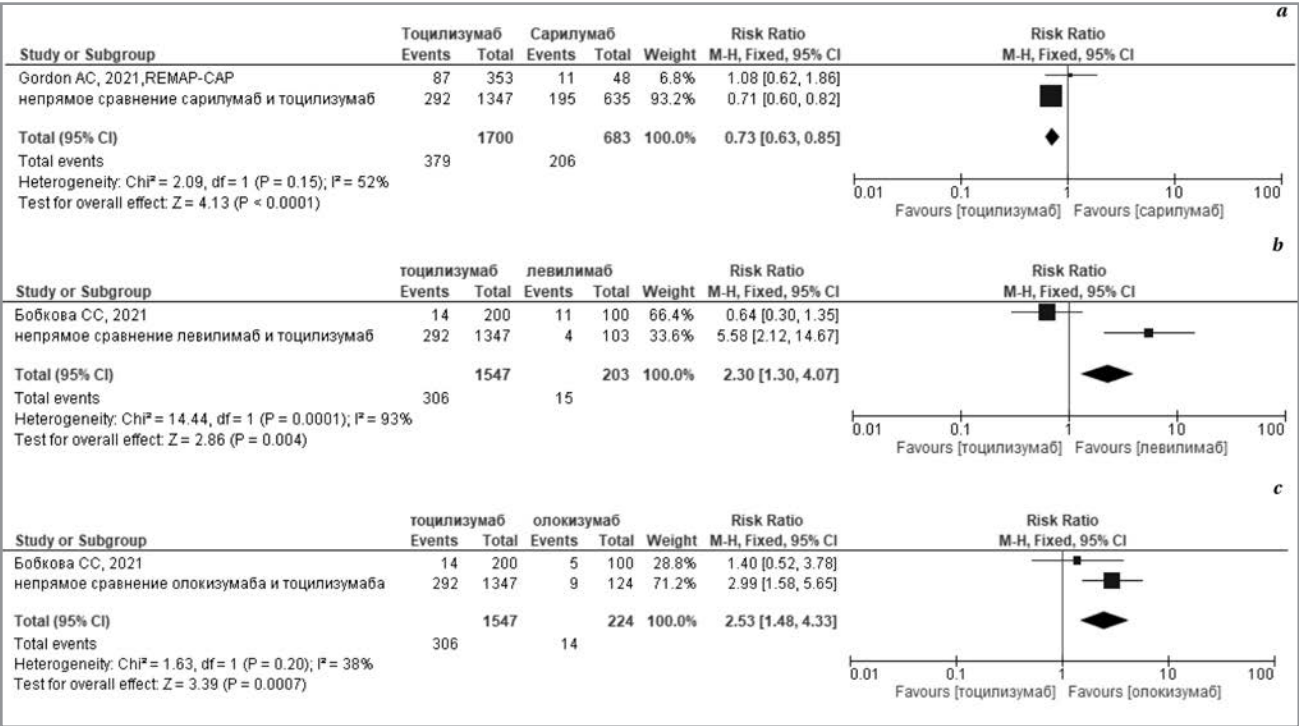 a
Тоцилизумаб Сарилумаб Risk Ratio Risk Ratio
Study or Subgroup Events Total Events Total Weight M-H, Fixed, 95% CI M-H, Fixed, 95% CI
Gordon AC, 2021,REMAP-CAP 87 353 11 48 6.8% 1.08 [0.62, 1.86]
непрямое сравнение сарилумаб и тоцилизумаб 292 1347 195 635 93.2% 0.71 [0.60, 0.82]
Total (95% CI) 1700 683 100.0% 0.73 [0.63, 0.85]
Total events 379 206
Heterogeneity: Chi² = 2.09, df = 1 (P = 0.15); I² = 52%
Test for overall effect: Z = 4.13 (P < 0.0001)
0.01 0.1 1 10 100
Favours [тоцилизумаб] Favours [сарилумаб]
b
тоцилизумаб левилимаб Risk Ratio Risk Ratio
Study or Subgroup Events Total Events Total Weight M-H, Fixed, 95% CI M-H, Fixed, 95% CI
Бобкова СС, 2021 14 200 11 100 66.4% 0.64 [0.30, 1.35]
непрямое сравнение левилимаб и тоцилизумаб 292 1347 4 103 33.6% 5.58 [2.12, 14.67]
Total (95% CI) 1547 203 100.0% 2.30 [1.30, 4.07]
Total events 306 15
Heterogeneity: Chi² = 14.44, df = 1 (P = 0.0001); I² = 93%
Test for overall effect: Z = 2.86 (P = 0.004)
0.01 0.1 1 10 100
Favours [тоцилизумаб] Favours [левилимаб]
c
тоцилизумаб олокизумаб Risk Ratio Risk Ratio
Study or Subgroup Events Total Events Total Weight M-H, Fixed, 95% CI M-H, Fixed, 95% CI
Бобкова СС, 2021 14 200 5 100 28.8% 1.40 [0.52, 3.78]
непрямое сравнение олокизумаба и тоцилизумаба 292 1347 9 124 71.2% 2.99 [1.58, 5.65]
Total (95% CI) 1547 224 100.0% 2.53 [1.48, 4.33]
Total events 306 14
Heterogeneity: Chi² = 1.63, df = 1 (P = 0.20); I² = 38%
Test for overall effect: Z = 3.39 (P = 0.0007)
0.01 0.1 1 10 100
Favours [тоцилизумаб] Favours [олокизумаб]